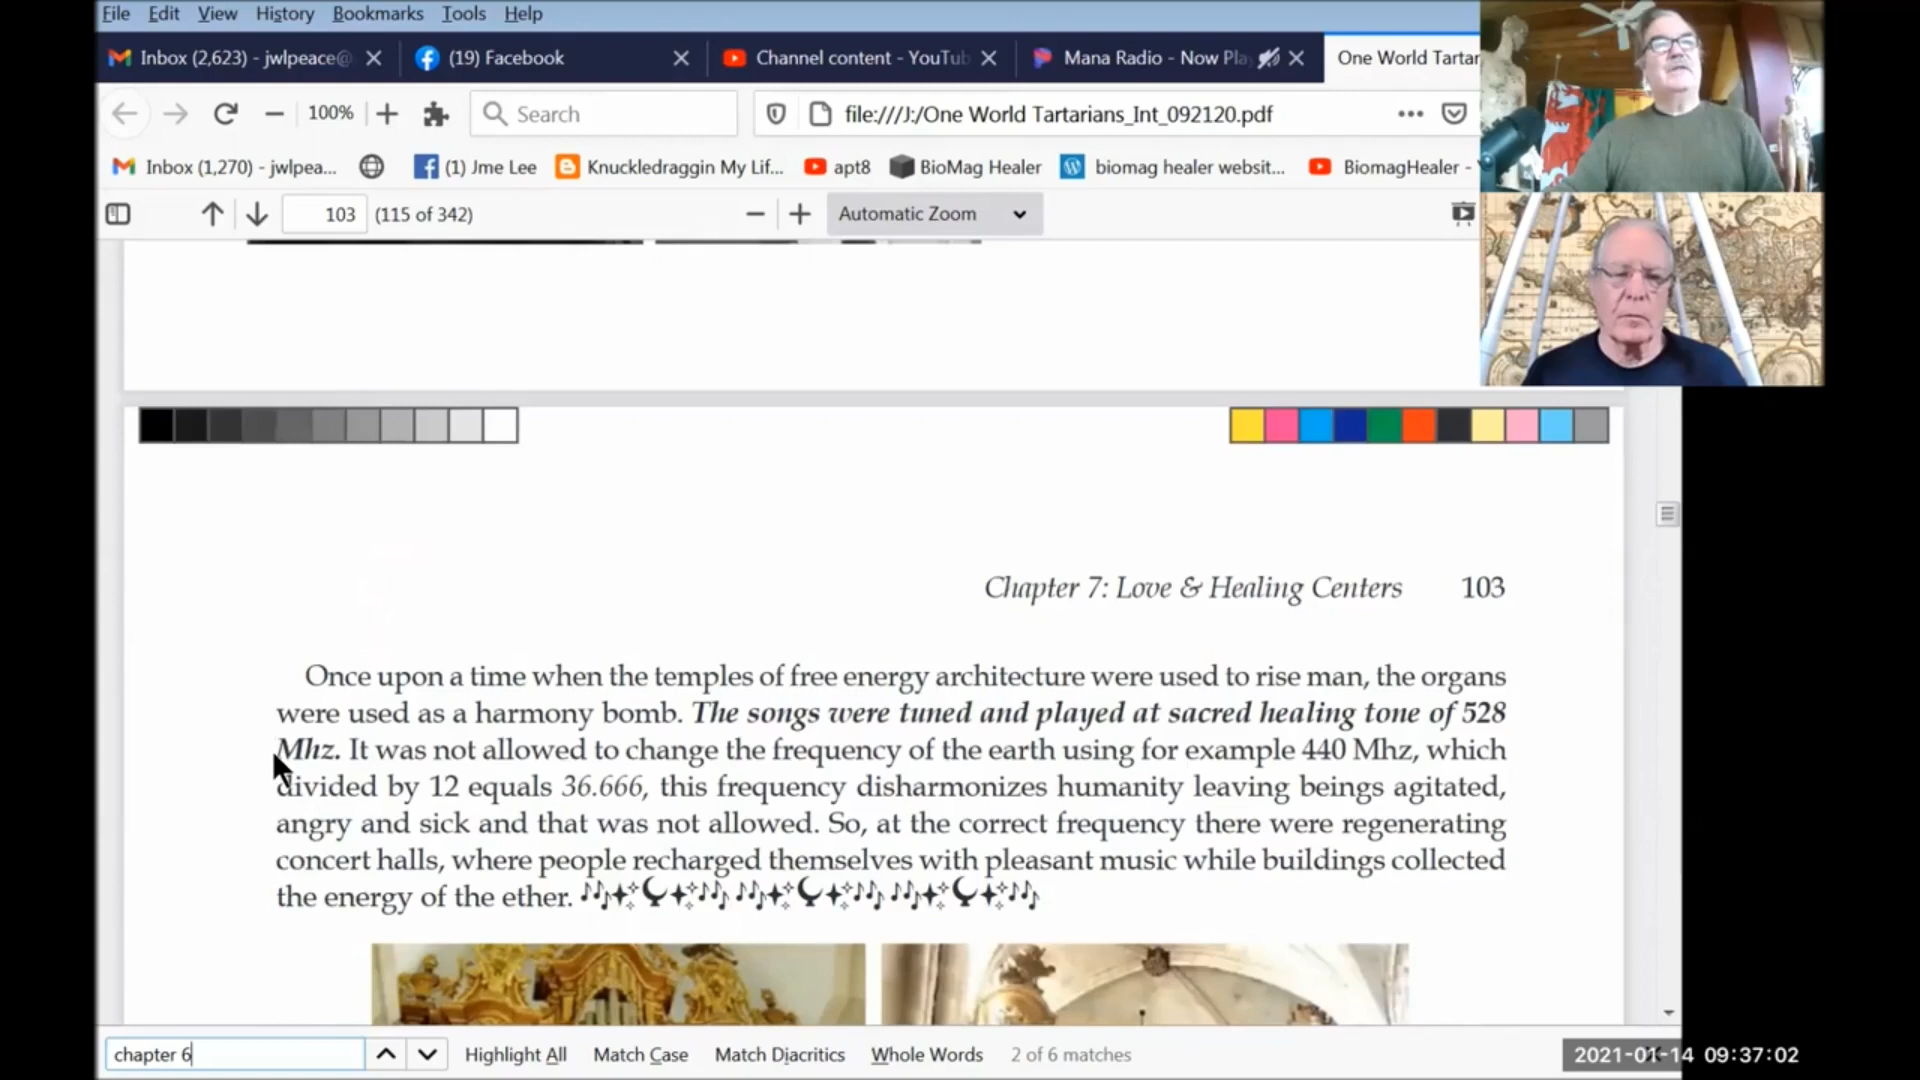 File Edit View History Bookmarks Tools Help
Inbox (2,623) - jwlpeace@ (19) Facebook Channel content - YouTub Mana Radio - Now Pla One World Tartar
100% Search file:///J:/One World Tartarians_Int_092120.pdf
Inbox (1,270) - jwlpea... (1) Jme Lee Knuckledraggin My Lif... apt8 BioMag Healer biomag healer websit... BiomagHealer -
103 (115 of 342) Automatic Zoom
Chapter 7: Love & Healing Centers 103
Once upon a time when the temples of free energy architecture were used to rise man, the organs
were used as a harmony bomb. The songs were tuned and played at sacred healing tone of 528
Mhz. It was not allowed to change the frequency of the earth using for example 440 Mhz, which
divided by 12 equals 36.666, this frequency disharmonizes humanity leaving beings agitated,
angry and sick and that was not allowed. So, at the correct frequency there were regenerating
concert halls, where people recharged themselves with pleasant music while buildings collected
the energy of the ether.
chapter 6 Highlight All Match Case Match Diacritics Whole Words 2 of 6 matches
2021-01-14 09:37:02